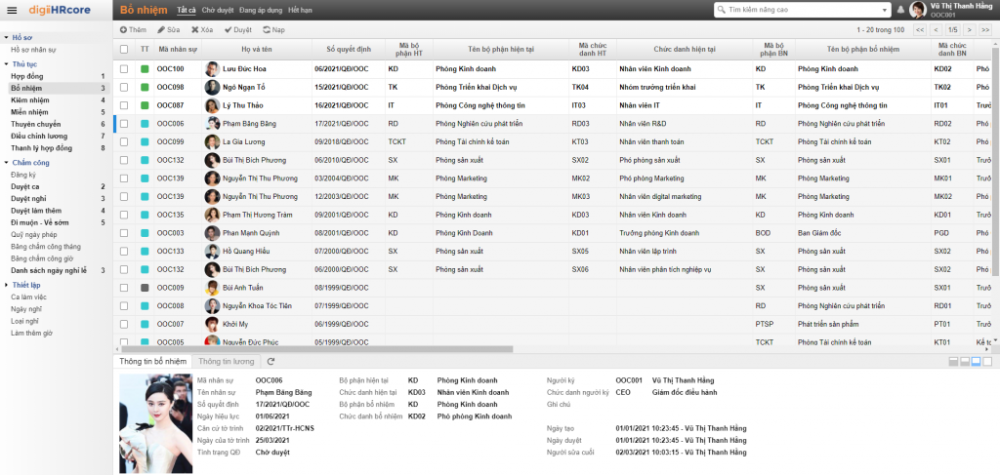 digiiHRcore
Bổ nhiệm Tất cả Chờ duyệt Đang áp dụng Hết hạn
Tìm kiếm nâng cao
Vũ Thị Thanh Hằng
OOC001
Thêm Sửa Xóa Duyệt Nạp
1 - 20 trong 100 << < 1/5 > >>
Hồ sơ
Hồ sơ nhân sự
Thủ tục
Hợp đồng 1
Bổ nhiệm 3
Kiêm nhiệm 4
Miễn nhiệm 5
Thuyên chuyển 6
Điều chỉnh lương 7
Thanh lý hợp đồng 8
Chấm công
Đăng ký
Duyệt ca 2
Duyệt nghỉ 3
Duyệt làm thêm 4
Đi muộn - Về sớm 5
Quỹ ngày phép
Bảng chấm công tháng
Bảng chấm công giờ
Danh sách ngày nghỉ lễ 3
Thiết lập
Ca làm việc
Ngày nghỉ
Loại nghỉ
Làm thêm giờ
TT Mã nhân sự Họ và tên Số quyết định Mã bộ phận HT Tên bộ phận hiện tại Mã chức danh HT Chức danh hiện tại Mã bộ phận BN Tên bộ phận bổ nhiệm Mã chức danh BN
OOC100 Lưu Đức Hoa 06/2021/QĐ/OOC KD Phòng Kinh doanh KD03 Nhân viên Kinh doanh KD Phòng Kinh doanh KD02 Phó
OOC098 Ngó Ngạn Tổ 15/2021/QĐ/OOC TK Phòng Triển khai Dịch vụ TK04 Nhóm trưởng triển khai TK Phòng Triển khai Dịch vụ TK02 Phó
OOC087 Lý Thu Thảo 16/2021/QĐ/OOC IT Phòng Công nghệ thông tin IT03 Nhân viên IT IT Phòng Công nghệ thông tin IT01 Trưở
OOC006 Phạm Băng Băng 17/2021/QĐ/OOC RD Phòng Nghiên cứu phát triển RD03 Nhân viên R&D RD Phòng Nghiên cứu phát triển RD02 Phó
OOC099 La Gia Lương 09/2018/QĐ/OOC TCKT Phòng Tài chính kế toán KT03 Nhân viên thanh toán KT Phòng Tài chính kế toán KT02 Phó
OOC132 Bùi Thị Bích Phương 06/2010/QĐ/OOC SX Phòng sản xuất SX02 Phó phòng sản xuất SX Phòng sản xuất SX01 Trưở
OOC139 Nguyễn Thị Thu Phương 03/2004/QĐ/OOC MK Phòng Marketing MK02 Phó phòng Marketing MK Phòng Marketing MK01 Trưở
OOC139 Nguyễn Thị Thu Phương 12/2003/QĐ/OOC MK Phòng Marketing MK03 Nhân viên digital marketing MK Phòng Marketing MK02 Phó
OOC135 Phạm Thị Hương Tràm 09/2001/QĐ/OOC KD Phòng Kinh doanh KD03 Nhân viên Kinh doanh KD Phòng Kinh doanh KD01 Trưở
OOC003 Phan Mạnh Quỳnh 08/2001/QĐ/OOC KD Phòng Kinh Doanh KD01 Trưởng phòng Kinh doanh BOD Ban Giám đốc PGD Phó
OOC133 Hồ Quang Hiếu 07/2000/QĐ/OOC SX Phòng sản xuất SX05 Nhân viên lập trình SX Phòng sản xuất SX02 Phó
OOC132 Bùi Thị Bích Phương 06/2000/QĐ/OOC SX Phòng sản xuất SX06 Nhân viên phân tích nghiệp vụ SX Phòng sản xuất SX02 Phó
OOC009 Bùi Anh Tuấn 08/1999/QĐ/OOC SX Phòng sản xuất SX01 Trưở
OOC008 Nguyễn Khoa Tóc Tiên 07/1999/QĐ/OOC RD Phòng Nghiên cứu phát triển RD01 Trưở
OOC007 Khởi My 06/1999/QĐ/OOC PTSP Phát triển sản phẩm PT01 Trưở
OOC005 Nguyễn Đức Phúc 05/1999/QĐ/OOC TCKT Phòng Tài chính kế toán KT01 Kế to
Thông tin bổ nhiệm Thông tin lương
Mã nhân sự OOC006 Bộ phận hiện tại KD Phòng Kinh doanh Người ký OOC001 Vũ Thị Thanh Hằng
Tên nhân sự Phạm Băng Băng Chức danh hiện tại KD03 Nhân viên Kinh doanh Chức danh người ký CEO Giám đốc điều hành
Số quyết định 17/2021/QĐ/OOC Bộ phận bổ nhiệm KD Phòng Kinh doanh Ghi chú
Ngày hiệu lực 01/06/2021 Chức danh bổ nhiệm KD02 Phó phòng Kinh doanh
Căn cứ tờ trình 02/2021/TTr-HCNS Ngày tạo 01/01/2021 10:23:45 - Vũ Thị Thanh Hằng
Ngày của tờ trình 25/03/2021 Ngày duyệt 01/01/2021 10:23:45 - Vũ Thị Thanh Hằng
Tình trạng QĐ Chờ duyệt Người sửa cuối 02/03/2021 10:03:15 - Vũ Thị Thanh Hằng